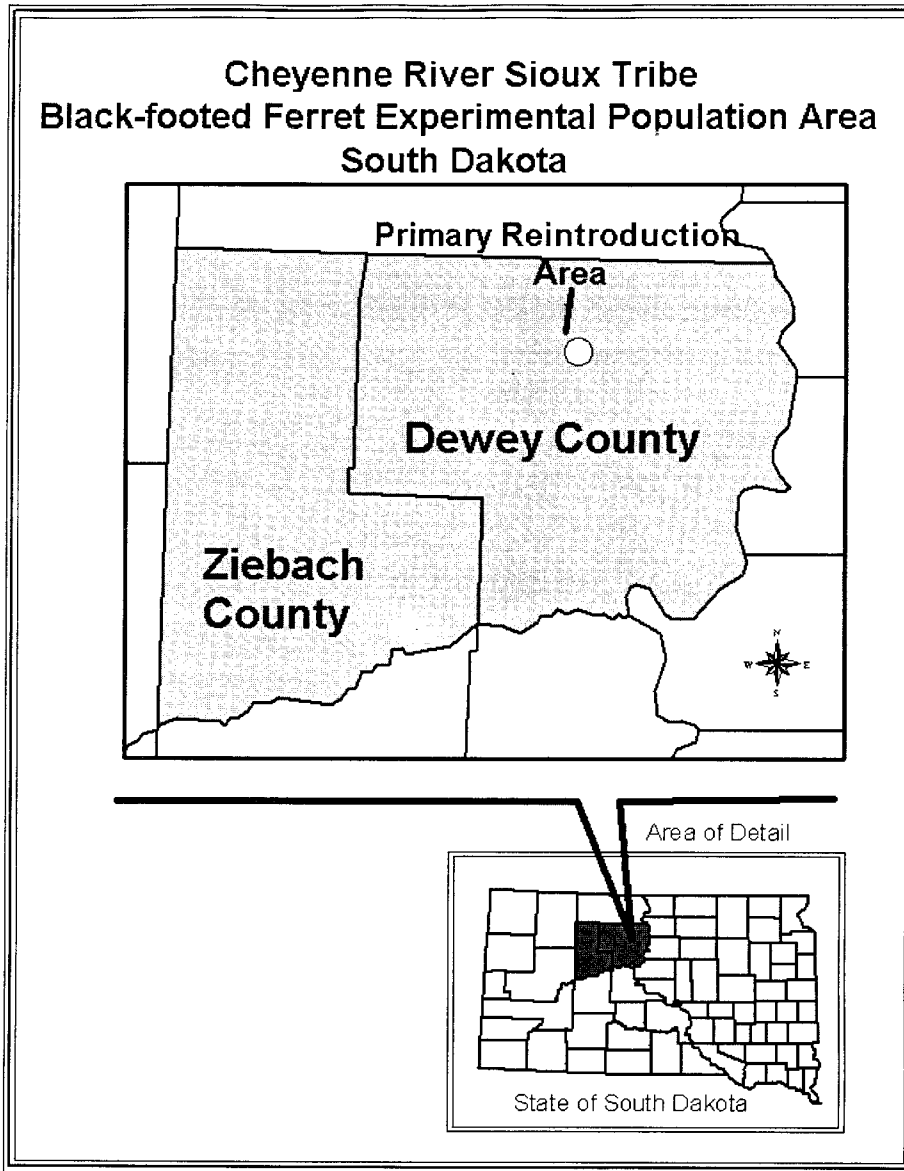 Cheyenne River Sioux Tribe
Black-footed Ferret Experimental Population Area
South Dakota
Primary Reintroduction
Area
Dewey County
Ziebach
County
N
W E
S
Area of Detail
State of South Dakota